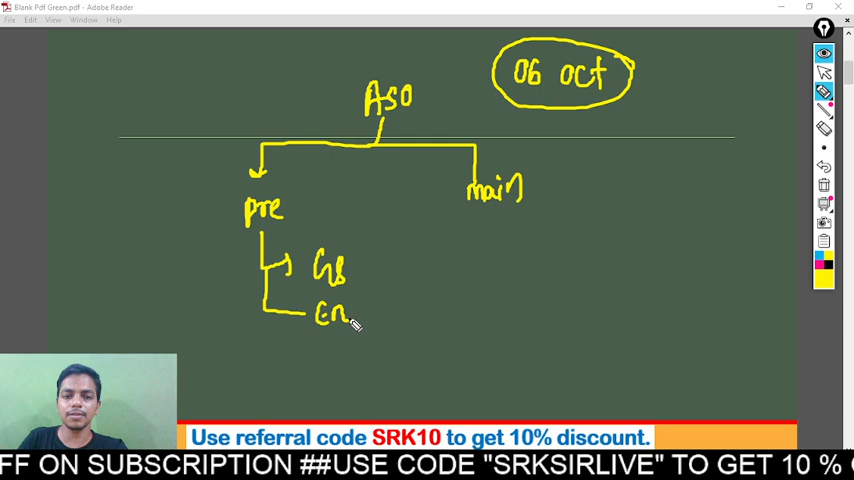 Blank Pdf Green.pdf - Adobe Reader
File Edit View Window Help
06 Oct
ASO
pre
main
GS
En
Use referral code SRK10 to get 10% discount.
FF ON SUBSCRIPTION ##USE CODE "SRKSIRLIVE" TO GET 10 %